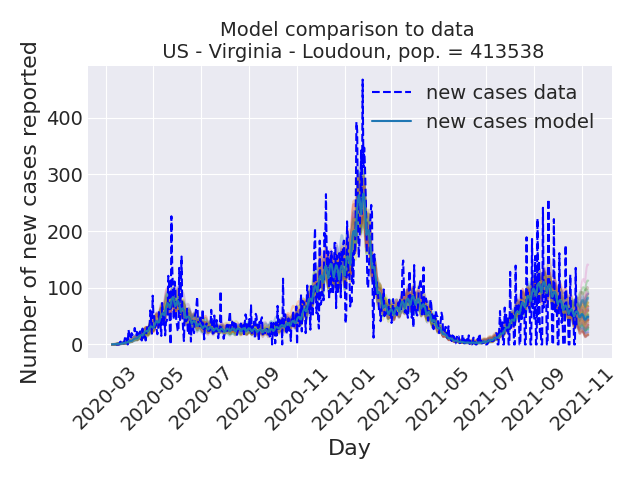 Model comparison to data
US - Virginia - Loudoun, pop. = 413538
new cases data
new cases model
Number of new cases reported
400
300
200
100
0
2020-03
2020-05
2020-07
2020-09
2020-11
2021-01
2021-03
2021-05
2021-07
2021-09
2021-11
Day